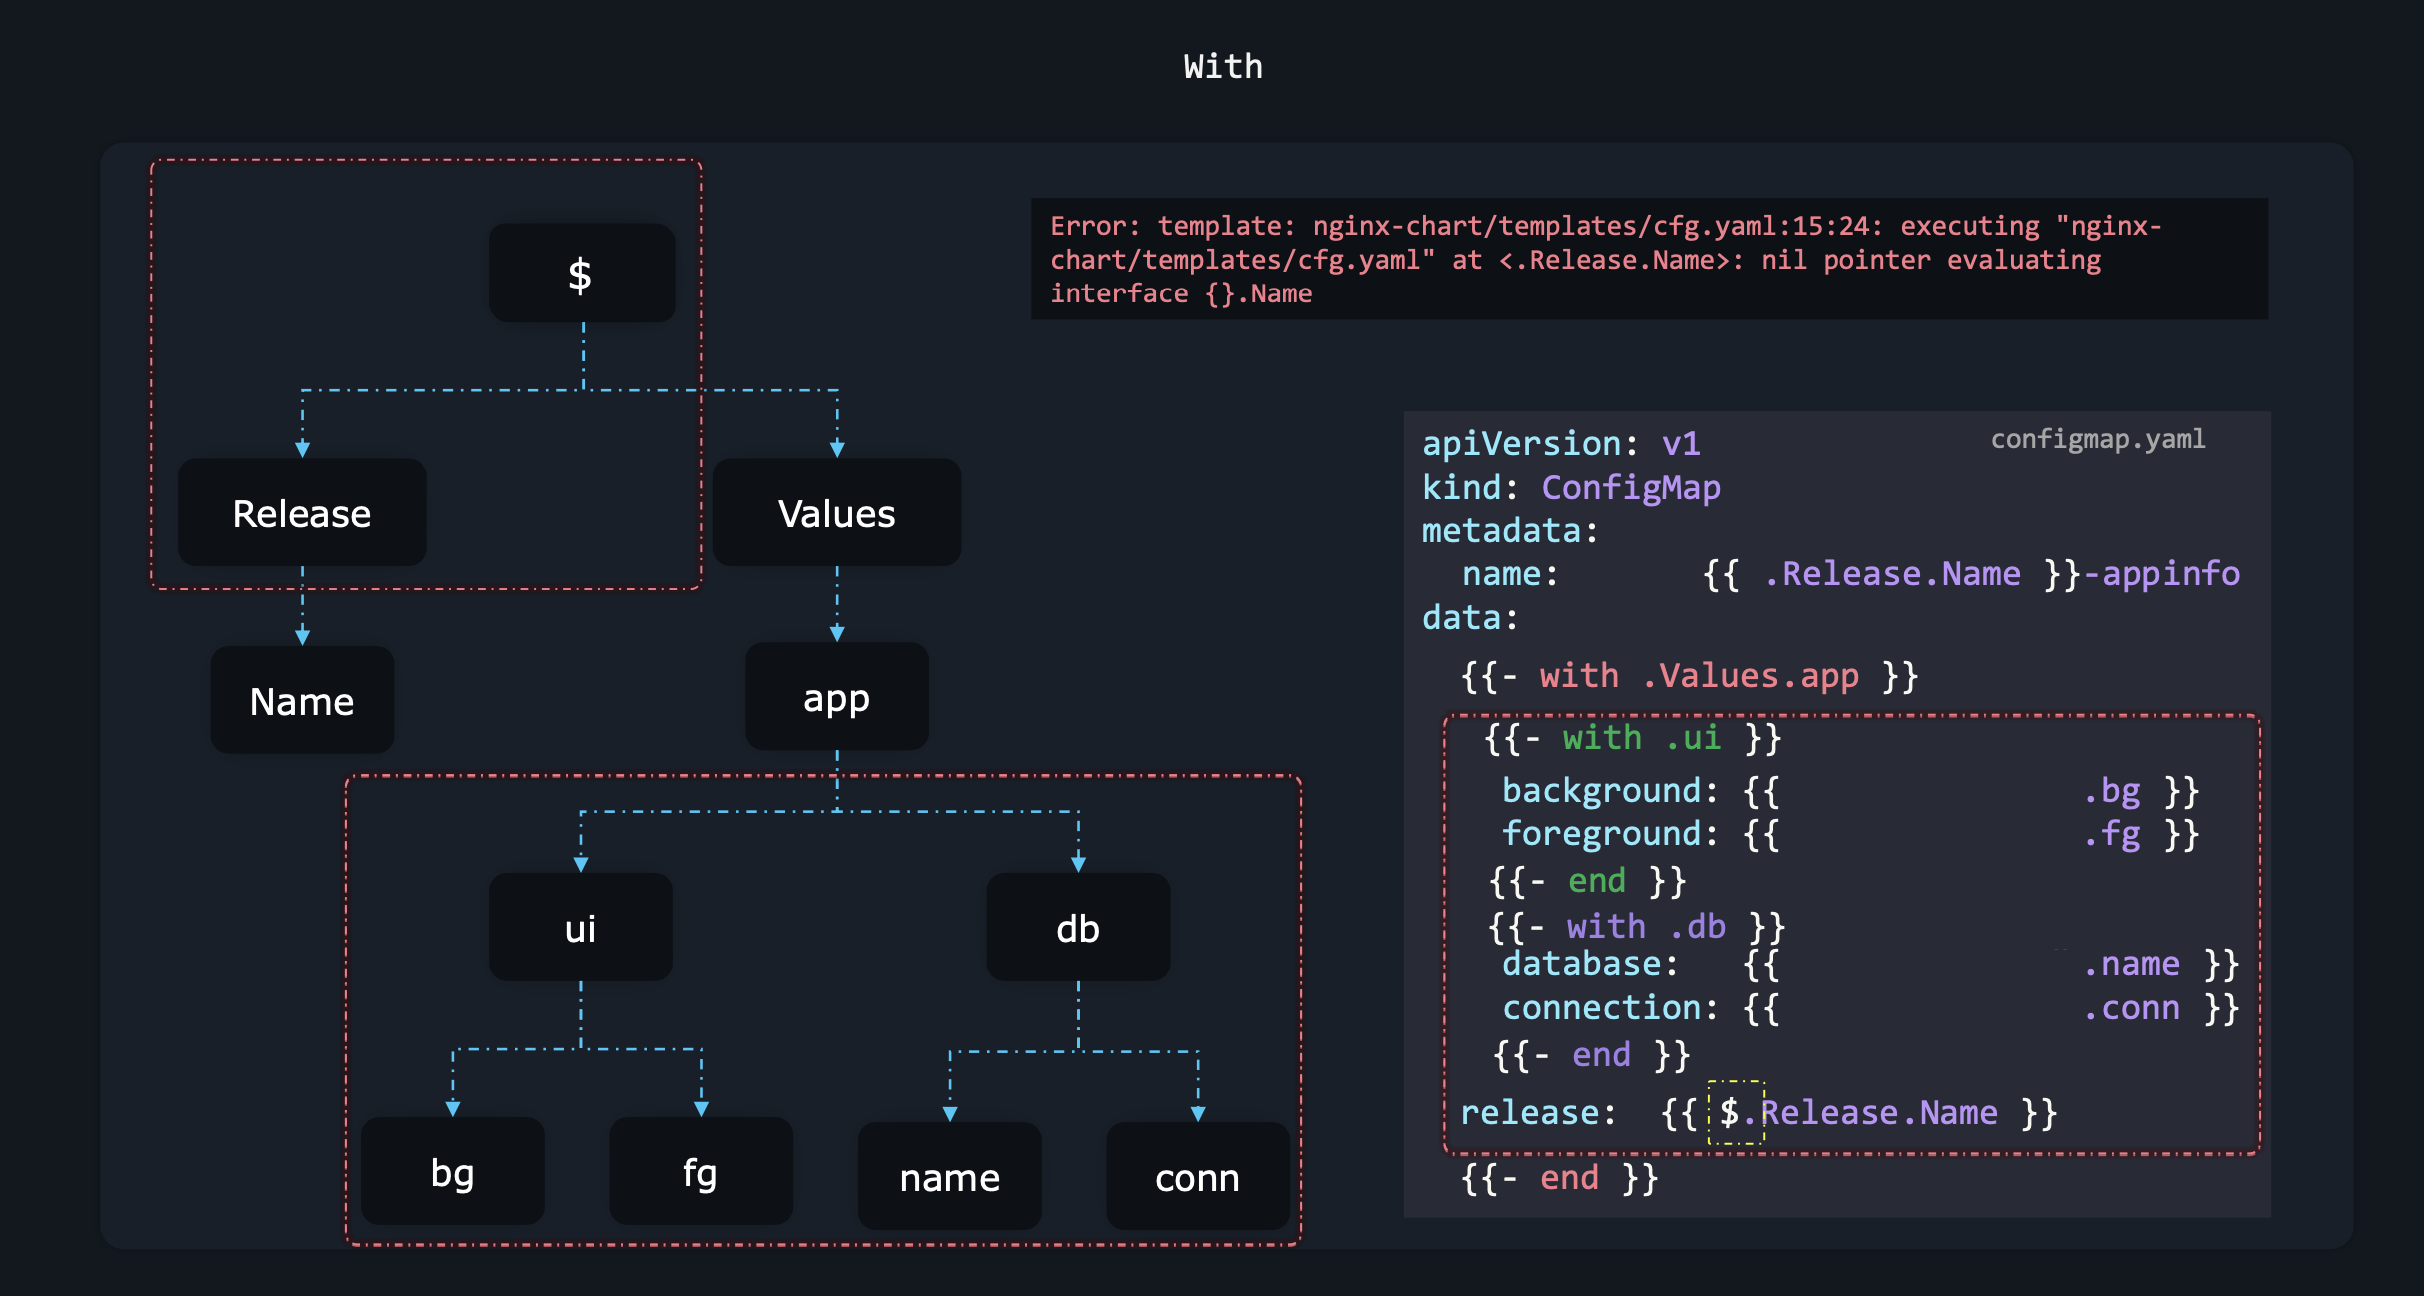 With
$
Release
Values
Name
app
ui
db
bg
fg
name
conn
Error: template: nginx-chart/templates/cfg.yaml:15:24: executing "nginx-
chart/templates/cfg.yaml" at <.Release.Name>: nil pointer evaluating
interface {}.Name
configmap.yaml
apiVersion: v1
kind: ConfigMap
metadata:
name: {{ .Release.Name }}-appinfo
data:
{{- with .Values.app }}
{{- with .ui }}
background: {{ .bg }}
foreground: {{ .fg }}
{{- end }}
{{- with .db }}
database: {{ .name }}
connection: {{ .conn }}
{{- end }}
release: {{ $.Release.Name }}
{{- end }}